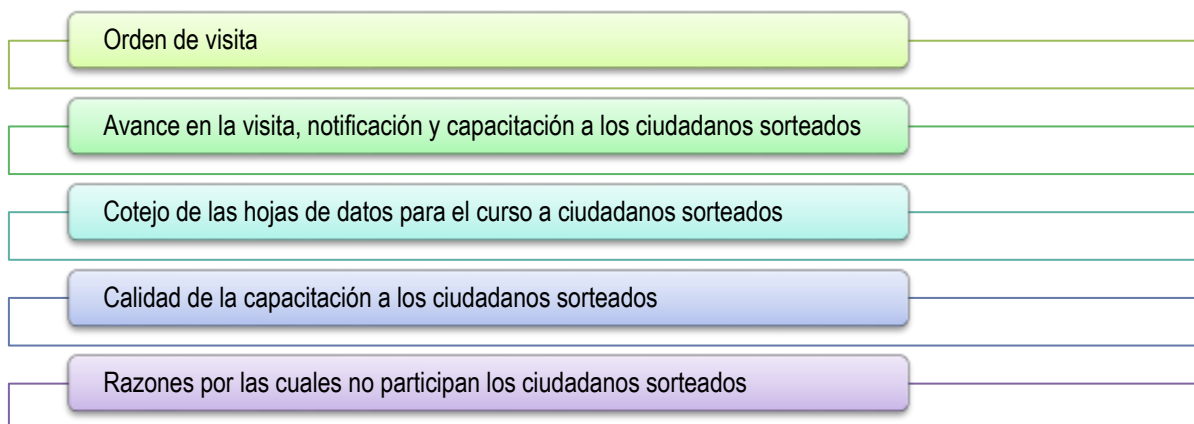 Orden de visita
Avance en la visita, notificación y capacitación a los ciudadanos sorteados
Cotejo de las hojas de datos para el curso a ciudadanos sorteados
Calidad de la capacitación a los ciudadanos sorteados
Razones por las cuales no participan los ciudadanos sorteados